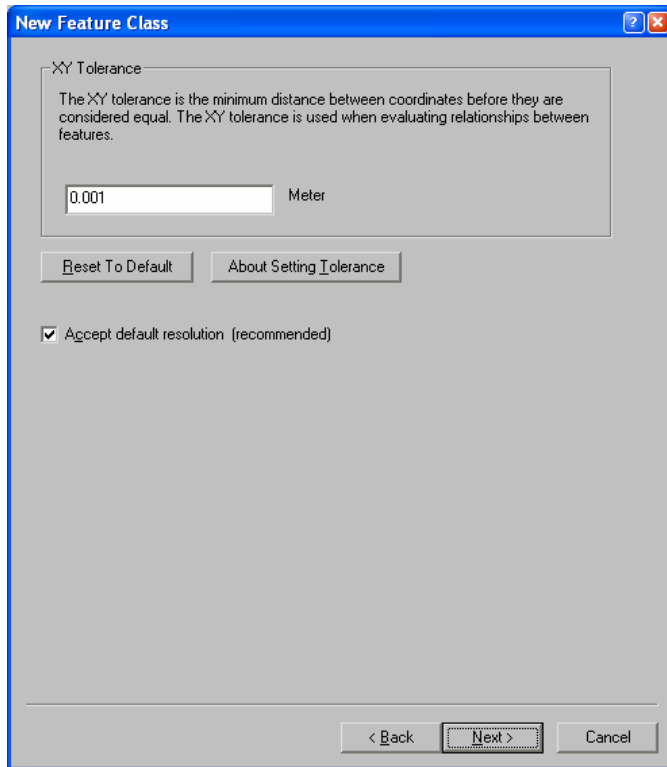 New Feature Class
XY Tolerance
The XY tolerance is the minimum distance between coordinates before they are
considered equal. The XY tolerance is used when evaluating relationships between
features.
0.001 Meter
Reset To Default About Setting Tolerance
Accept default resolution (recommended)
< Back Next > Cancel